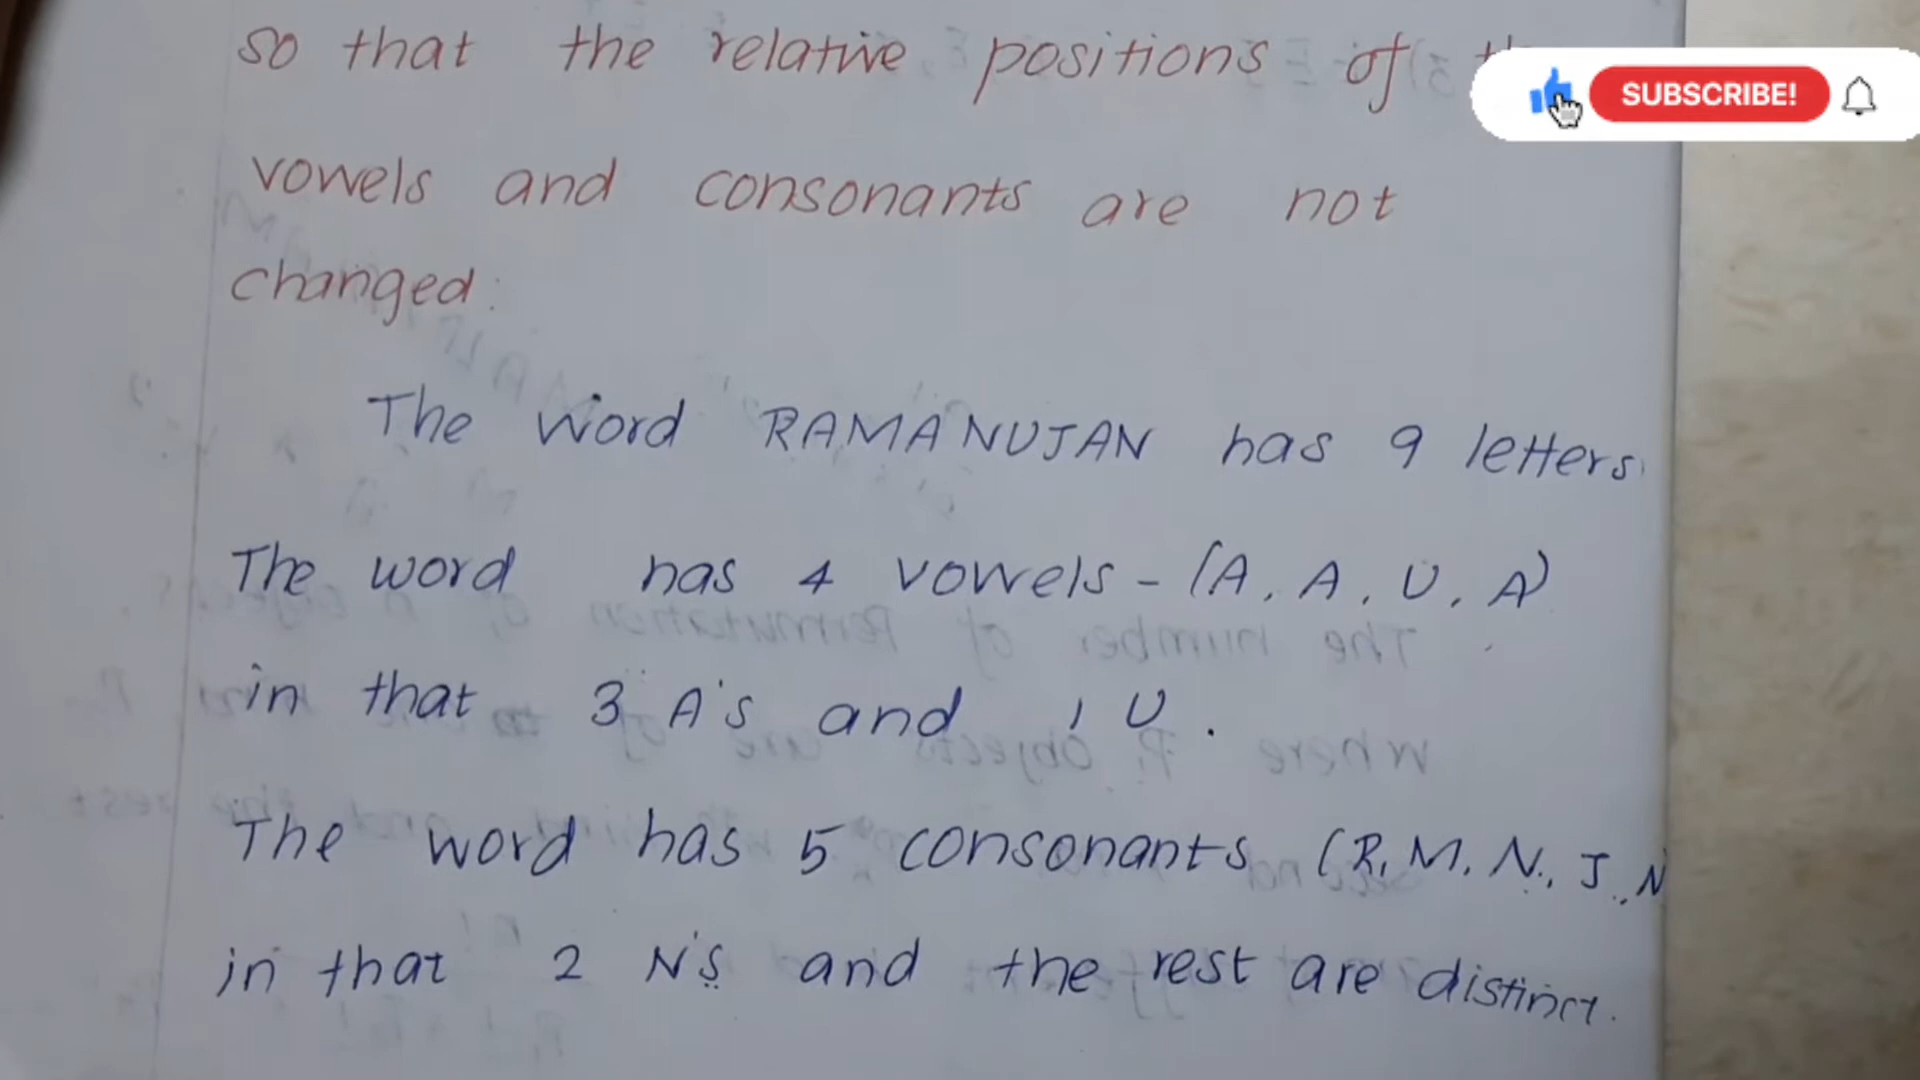 so that the relative positions of
SUBSCRIBE!
vowels and consonants are not
changed.
The word RAMANUJAN has 9 letters.
The word has 4 vowels - (A, A, U, A)
in that 3 A's and 1 U.
The word has 5 consonants (R, M, N, J, N
in that 2 N's and the rest are distinct.